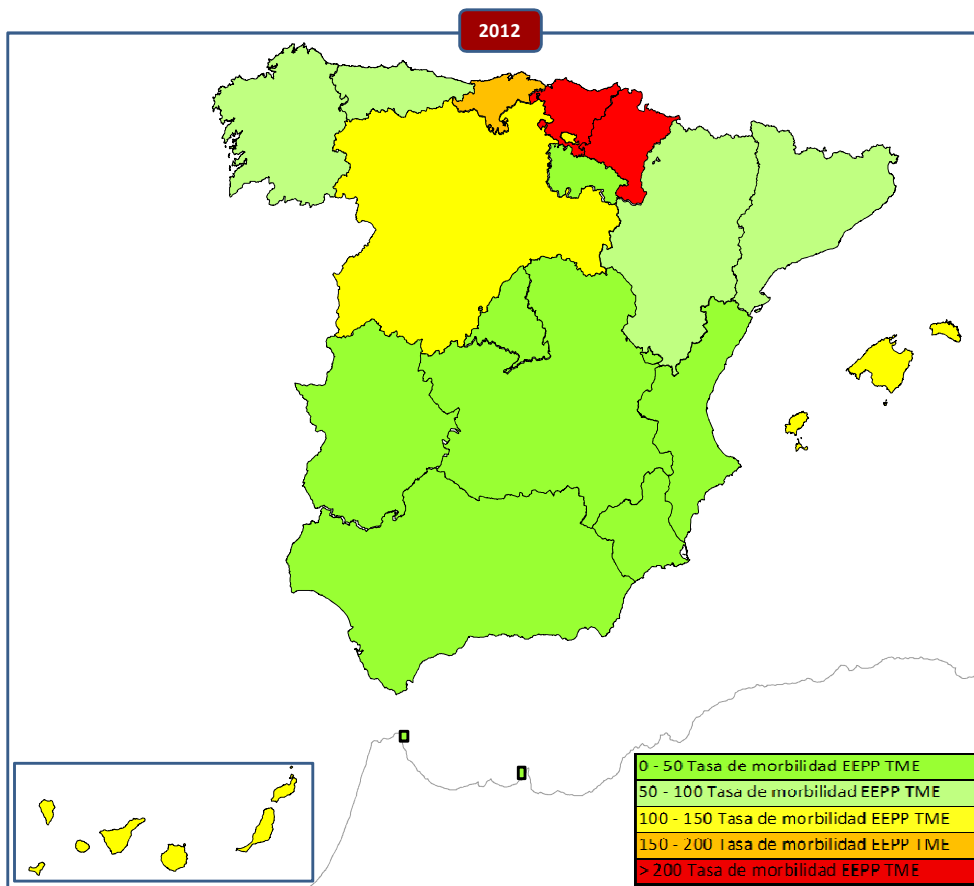 2012
0 - 50 Tasa de morbilidad EEPP TME
50 - 100 Tasa de morbilidad EEPP TME
100 - 150 Tasa de morbilidad EEPP TME
150 - 200 Tasa de morbilidad EEPP TME
> 200 Tasa de morbilidad EEPP TME